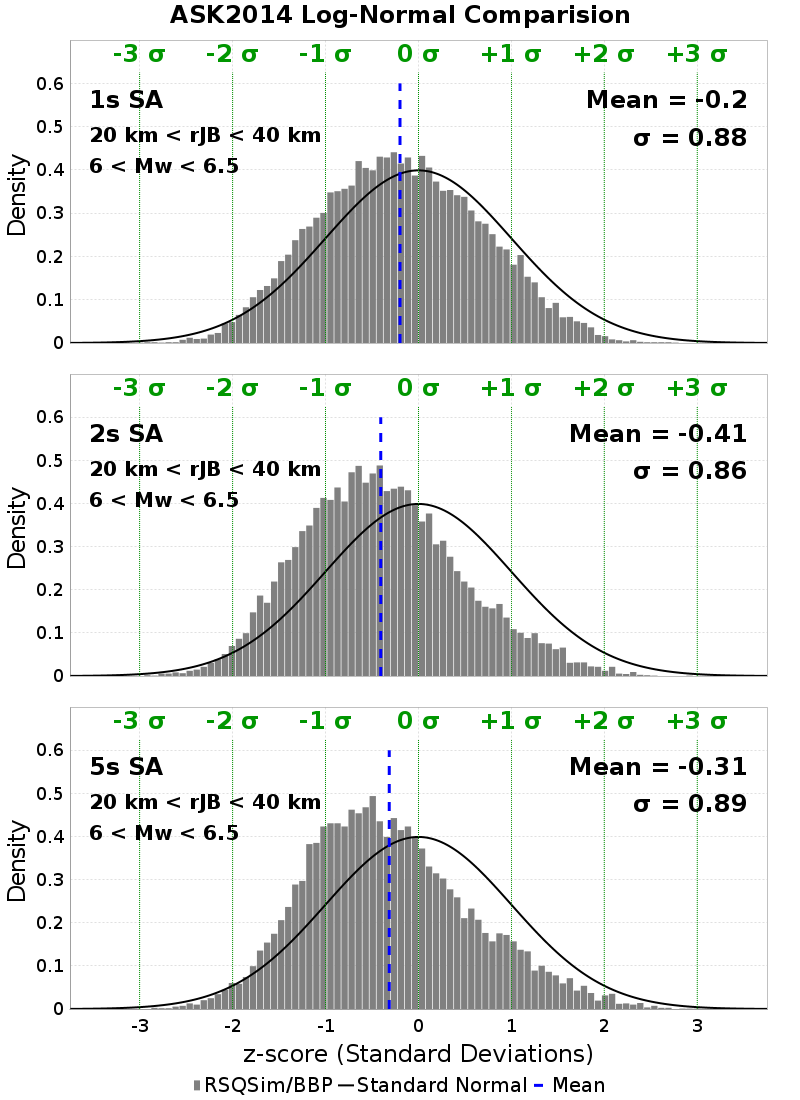 ASK2014 Log-Normal Comparision
-3 σ -2 σ -1 σ 0 σ +1 σ +2 σ +3 σ
0.6
1s SA Mean = -0.2
0.5
20 km < rJB < 40 km σ = 0.88
6 < Mw < 6.5
0.4
Density
0.3
0.2
0.1
0
-3 σ -2 σ -1 σ 0 σ +1 σ +2 σ +3 σ
0.6
2s SA Mean = -0.41
0.5
20 km < rJB < 40 km σ = 0.86
6 < Mw < 6.5
0.4
Density
0.3
0.2
0.1
0
-3 σ -2 σ -1 σ 0 σ +1 σ +2 σ +3 σ
0.6
5s SA Mean = -0.31
0.5
20 km < rJB < 40 km σ = 0.89
6 < Mw < 6.5
0.4
Density
0.3
0.2
0.1
0
-3 -2 -1 0 1 2 3
z-score (Standard Deviations)
RSQSim/BBP Standard Normal Mean